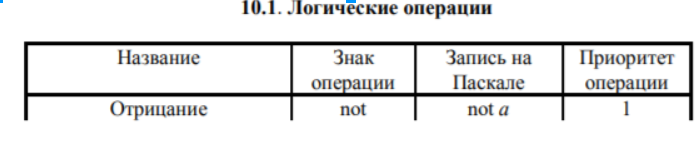 10.1. Логические операции
Название Знак операции Запись на Паскале Приоритет операции
Отрицание not not a 1